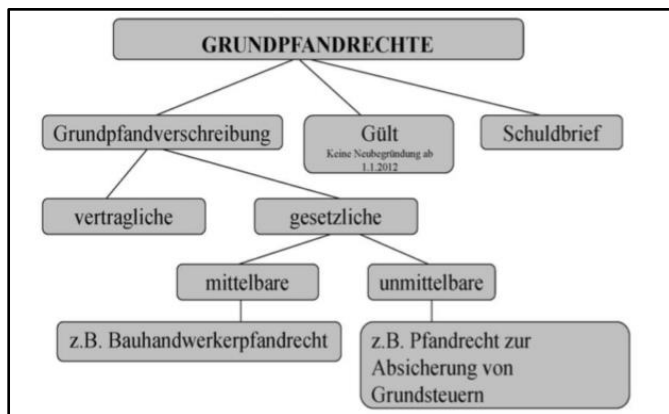 GRUNDPFANDRECHTE
Grundpfandverschreibung
Gült
Keine Neubegründung ab
1.1.2012
Schuldbrief
vertragliche
gesetzliche
mittelbare
unmittelbare
z.B. Bauhandwerkerpfandrecht
z.B. Pfandrecht zur
Absicherung von
Grundsteuern